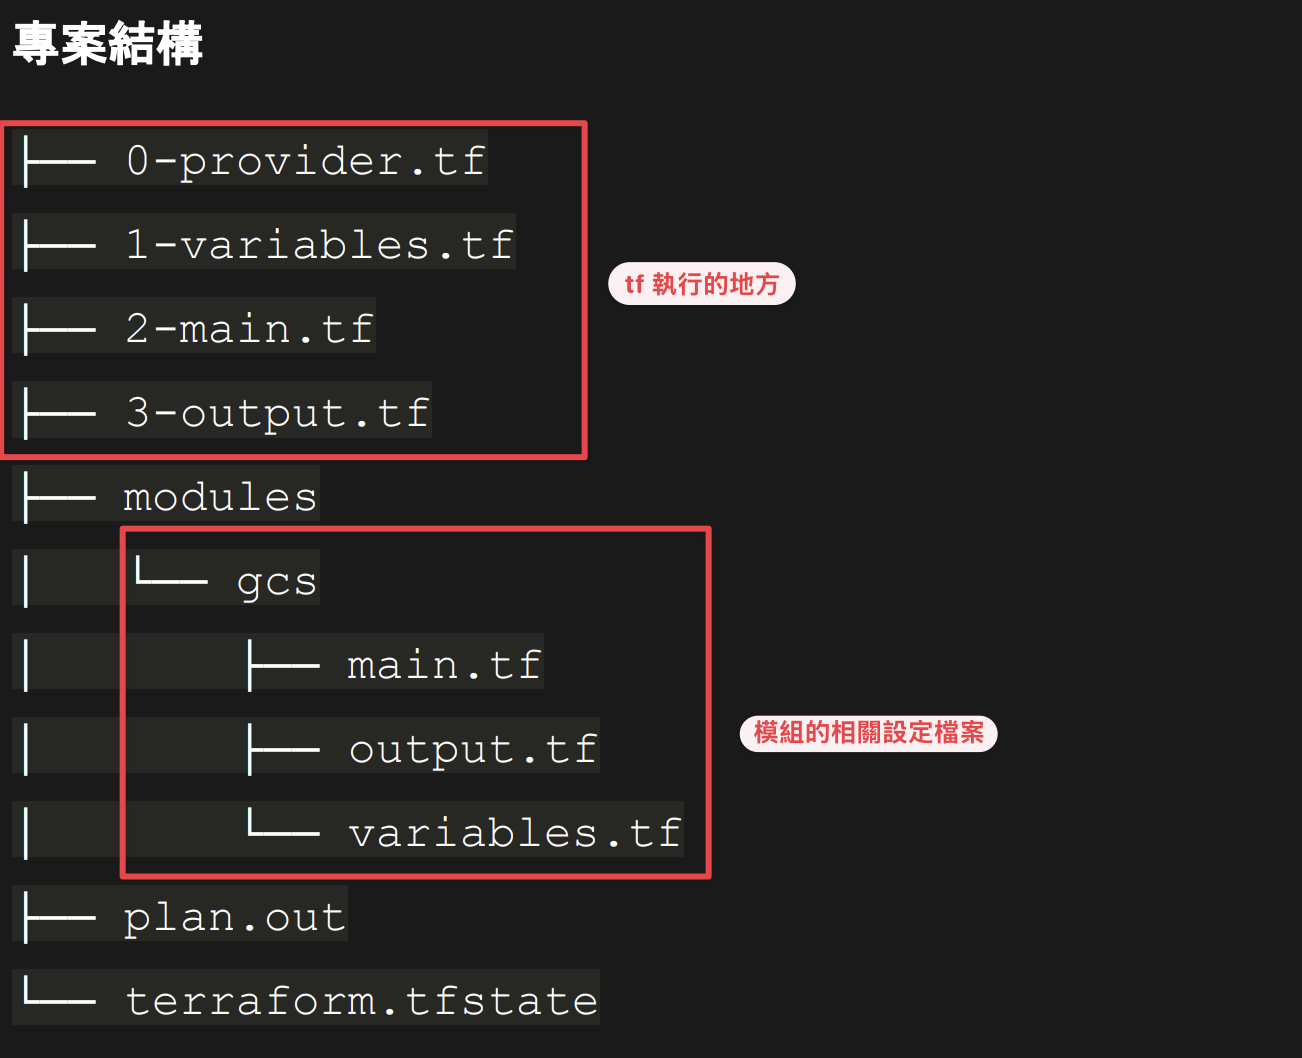 專案結構
├── 0-provider.tf
├── 1-variables.tf
tf 執行的地方
├── 2-main.tf
├── 3-output.tf
├── modules
│   └── gcs
│       ├── main.tf
模組的相關設定檔案
│       ├── output.tf
│       └── variables.tf
├── plan.out
└── terraform.tfstate